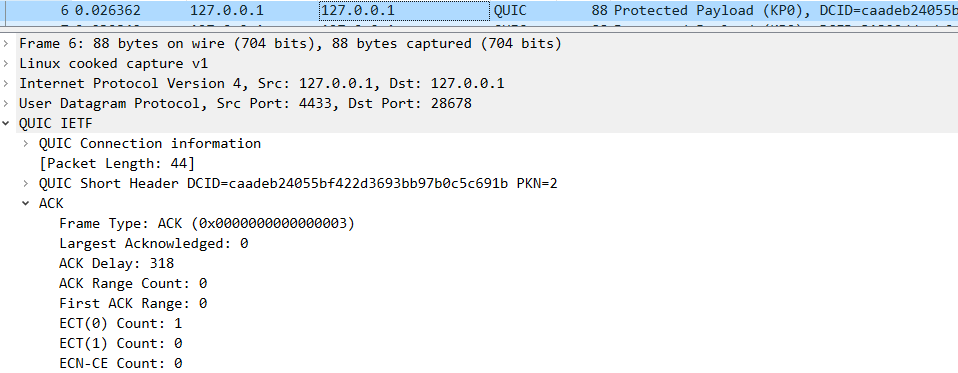 6 0.026362 127.0.0.1 127.0.0.1 QUIC 88 Protected Payload (KP0), DCID=caadeb24055b
Frame 6: 88 bytes on wire (704 bits), 88 bytes captured (704 bits)
Linux cooked capture v1
Internet Protocol Version 4, Src: 127.0.0.1, Dst: 127.0.0.1
User Datagram Protocol, Src Port: 4433, Dst Port: 28678
QUIC IETF
QUIC Connection information
[Packet Length: 44]
QUIC Short Header DCID=caadeb24055bf422d3693bb97b0c5c691b PKN=2
ACK
Frame Type: ACK (0x0000000000000003)
Largest Acknowledged: 0
ACK Delay: 318
ACK Range Count: 0
First ACK Range: 0
ECT(0) Count: 1
ECT(1) Count: 0
ECN-CE Count: 0